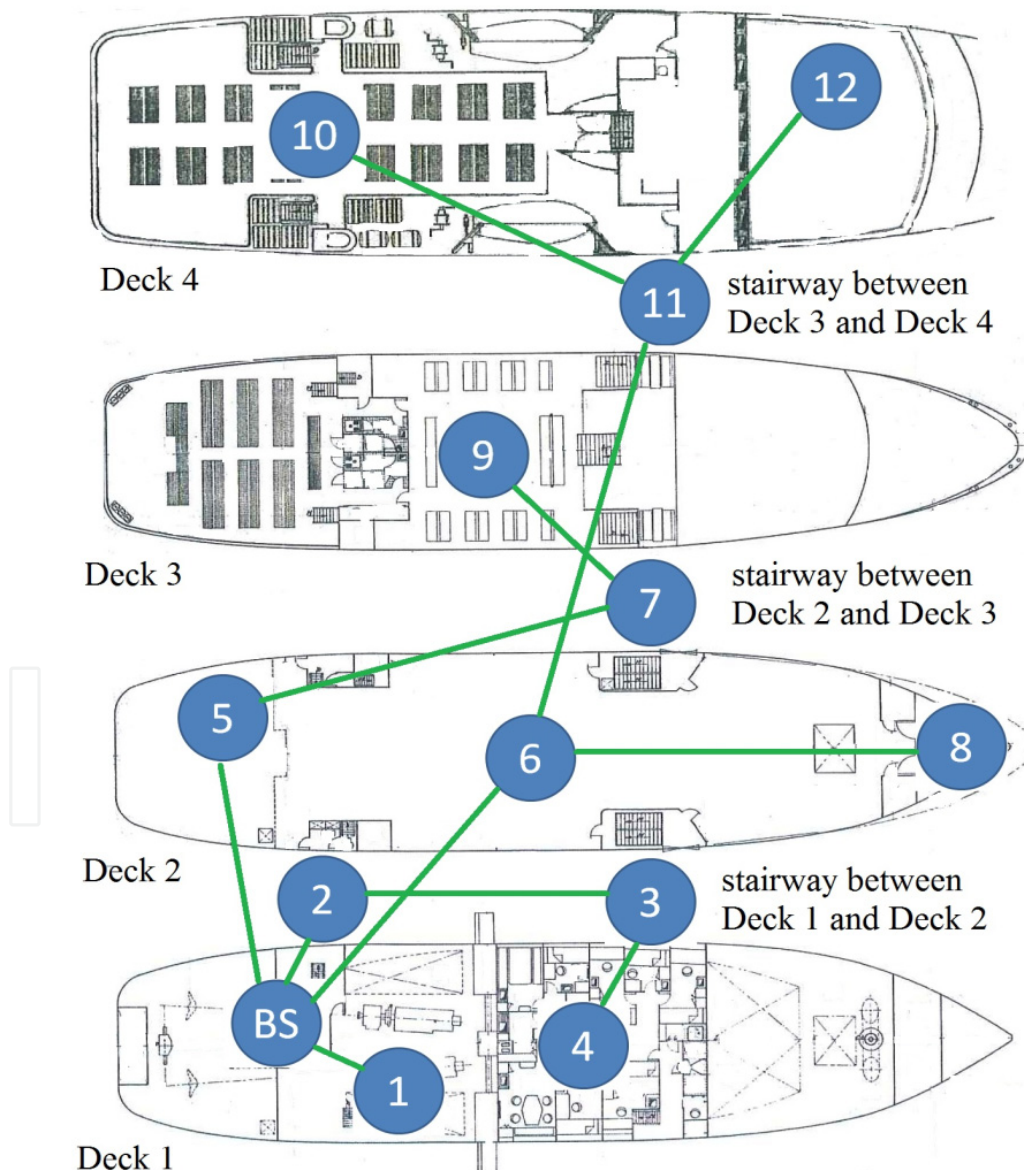 12
10
Deck 4
11
stairway between
Deck 3 and Deck 4
9
Deck 3
7
stairway between
Deck 2 and Deck 3
5
6
8
Deck 2
2
3
stairway between
Deck 1 and Deck 2
BS
4
1
Deck 1